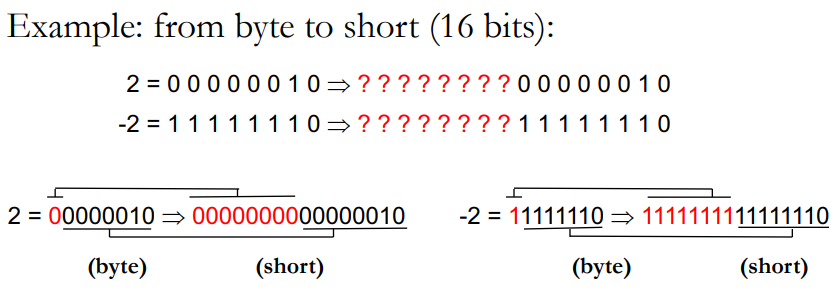 Example: from byte to short (16 bits):
2 = 0 0 0 0 0 0 1 0 ⇒ ? ? ? ? ? ? ? ? 0 0 0 0 0 0 1 0
-2 = 1 1 1 1 1 1 1 0 ⇒ ? ? ? ? ? ? ? ? 1 1 1 1 1 1 1 0
2 = 00000010 ⇒ 0000000000000010
(byte) (short)
-2 = 11111110 ⇒ 1111111111111110
(byte) (short)